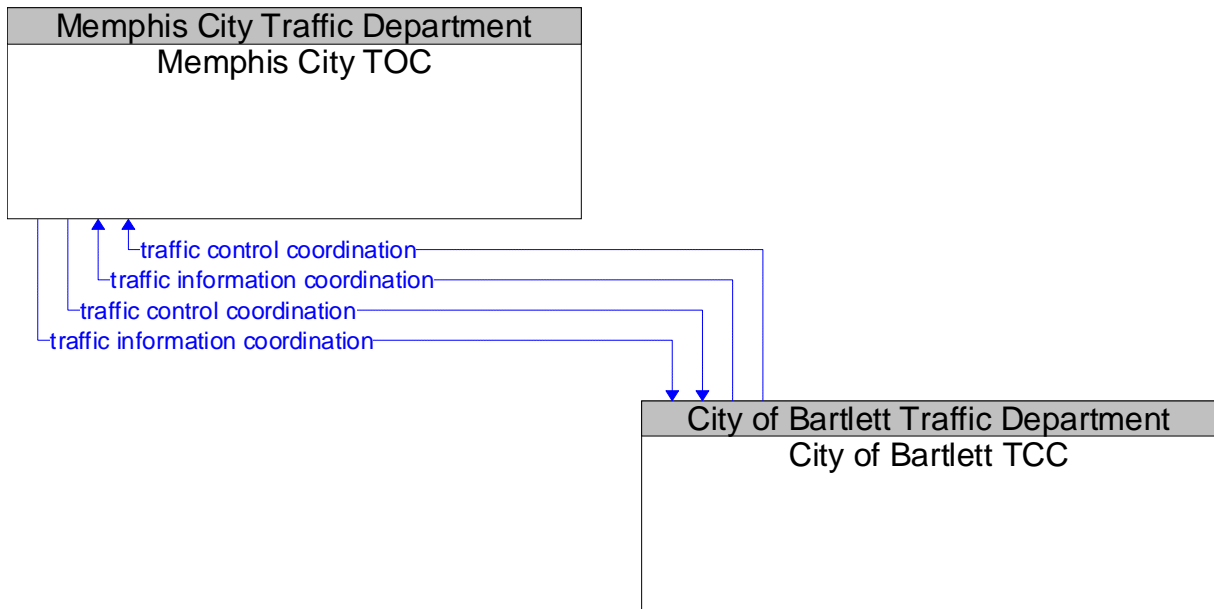 Memphis City Traffic Department
Memphis City TOC
traffic control coordination
traffic information coordination
traffic control coordination
traffic information coordination
City of Bartlett Traffic Department
City of Bartlett TCC